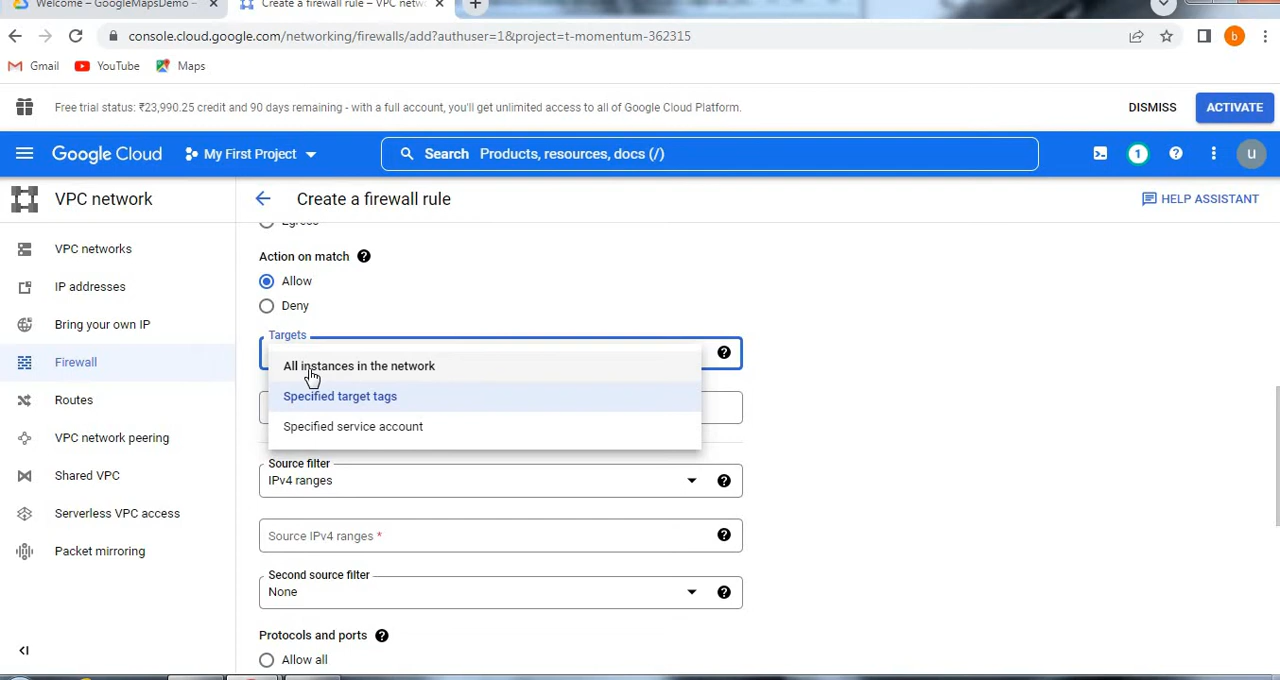 Welcome – GoogleMapsDemo –
Create a firewall rule – VPC netw
console.cloud.google.com/networking/firewalls/add?authuser=1&project=t-momentum-362315
b
Gmail
YouTube
Maps
Free trial status: ₹23,990.25 credit and 90 days remaining - with a full account, you'll get unlimited access to all of Google Cloud Platform.
DISMISS
ACTIVATE
Google Cloud
My First Project
Search Products, resources, docs (/)
1
u
VPC network
Create a firewall rule
HELP ASSISTANT
VPC networks
IP addresses
Bring your own IP
Firewall
Routes
VPC network peering
Shared VPC
Serverless VPC access
Packet mirroring
Egress
Action on match
Allow
Deny
Targets
All instances in the network
Specified target tags
Specified service account
Source filter
IPv4 ranges
Source IPv4 ranges *
Second source filter
None
Protocols and ports
Allow all